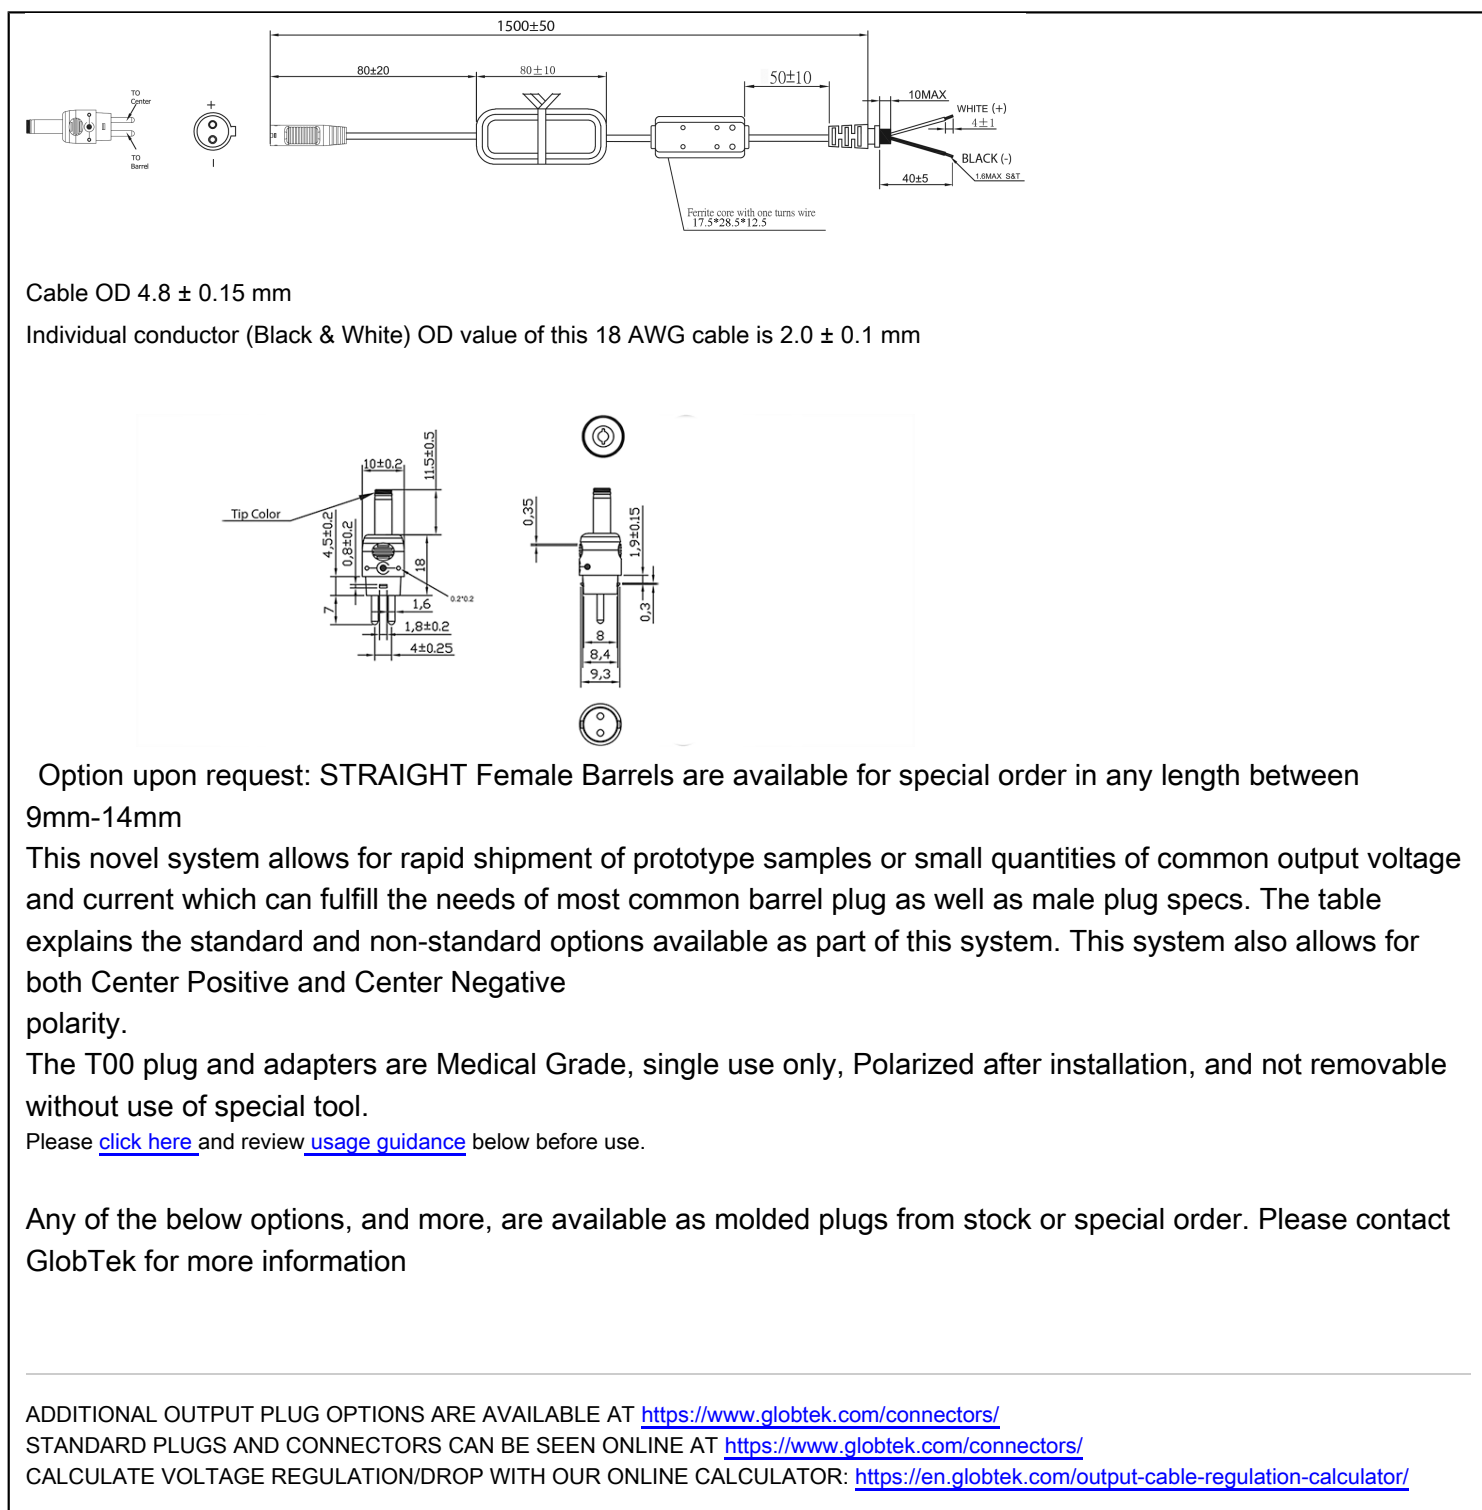 1500±50
80±20
80±10
50±10
10MAX
WHITE (+)
4±1
TO
Center
+
TO
Barrel
BLACK (-)
1.6MAX S&T
40±5
Ferrite core with one turns wire
17.5*28.5*12.5
Cable OD 4.8 ± 0.15 mm
Individual conductor (Black & White) OD value of this 18 AWG cable is 2.0 ± 0.1 mm
10±0.2
11.5±0.5
Tip Color
4,5±0.2
0,8±0.2
18
7
0.2*0.2
1,6
1,8±0.2
4±0.25
0,35
1,9±0.15
0,3
8
8,4
9,3
Option upon request: STRAIGHT Female Barrels are available for special order in any length between
9mm-14mm
This novel system allows for rapid shipment of prototype samples or small quantities of common output voltage
and current which can fulfill the needs of most common barrel plug as well as male plug specs. The table
explains the standard and non-standard options available as part of this system. This system also allows for
both Center Positive and Center Negative
polarity.
The T00 plug and adapters are Medical Grade, single use only, Polarized after installation, and not removable
without use of special tool.
Please click here and review usage guidance below before use.
Any of the below options, and more, are available as molded plugs from stock or special order. Please contact
GlobTek for more information
ADDITIONAL OUTPUT PLUG OPTIONS ARE AVAILABLE AT https://www.globtek.com/connectors/
STANDARD PLUGS AND CONNECTORS CAN BE SEEN ONLINE AT https://www.globtek.com/connectors/
CALCULATE VOLTAGE REGULATION/DROP WITH OUR ONLINE CALCULATOR: https://en.globtek.com/output-cable-regulation-calculator/